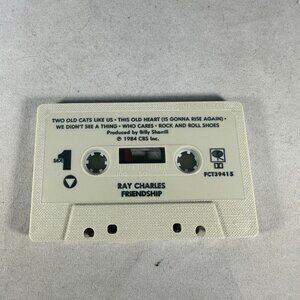 TWO OLD CATS LIKE US • THIS OLD HEART (IS GONNA RISE AGAIN) •
WE DIDN'T SEE A THING • WHO CARES • ROCK AND ROLL SHOES
Produced by Billy Sherrill
℗ 1984 CBS Inc.
SIDE 1
FCT39415
RAY CHARLES
FRIENDSHIP